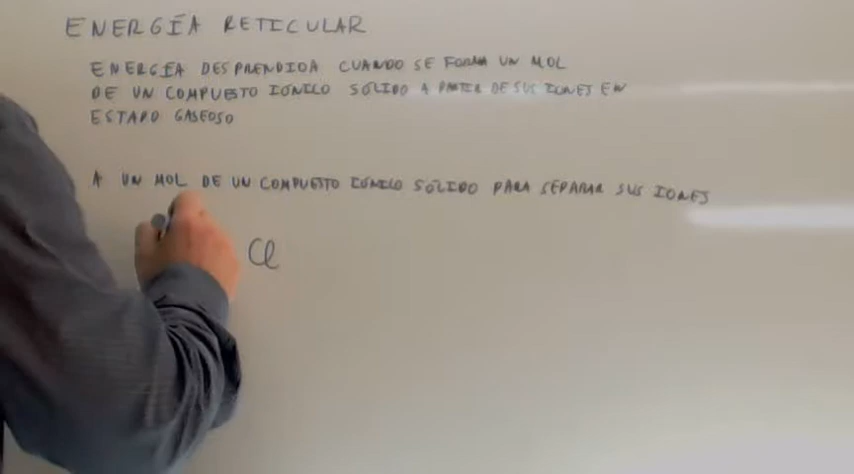 ENERGÍA RETICULAR
ENERGÍA DESPRENDIDA CUANDO SE FORMA UN MOL
DE UN COMPUESTO IÓNICO SÓLIDO A PARTIR DE SUS IONES EN
ESTADO GASEOSO
A UN MOL DE UN COMPUESTO IÓNICO SÓLIDO PARA SEPARAR SUS IONES
Cl